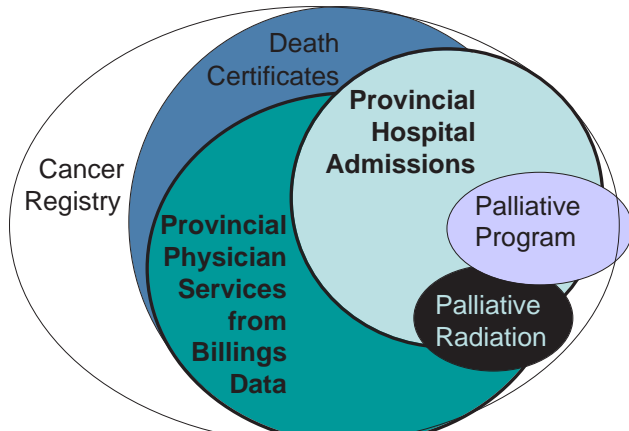 Death
Certificates
Provincial
Hospital
Admissions
Cancer
Registry
Provincial
Physician
Services
from
Billings
Data
Palliative
Program
Palliative
Radiation